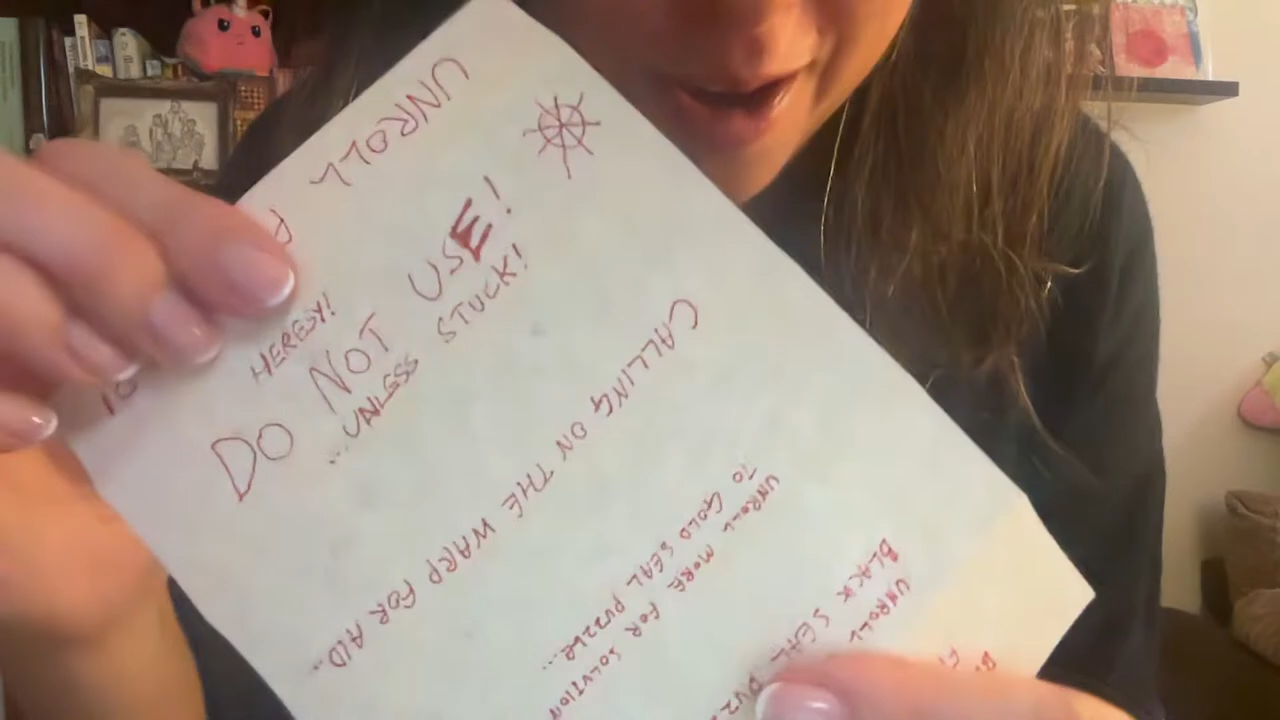 UNROLL
HERESY!
DO NOT USE!
...UNLESS STUCK!
CALLING ON THE WARP FOR AID..
UNROLL MORE FOR SOLUTION
TO GOLD SEAL PUZZLE...
UNROLL
BLACK SEAL